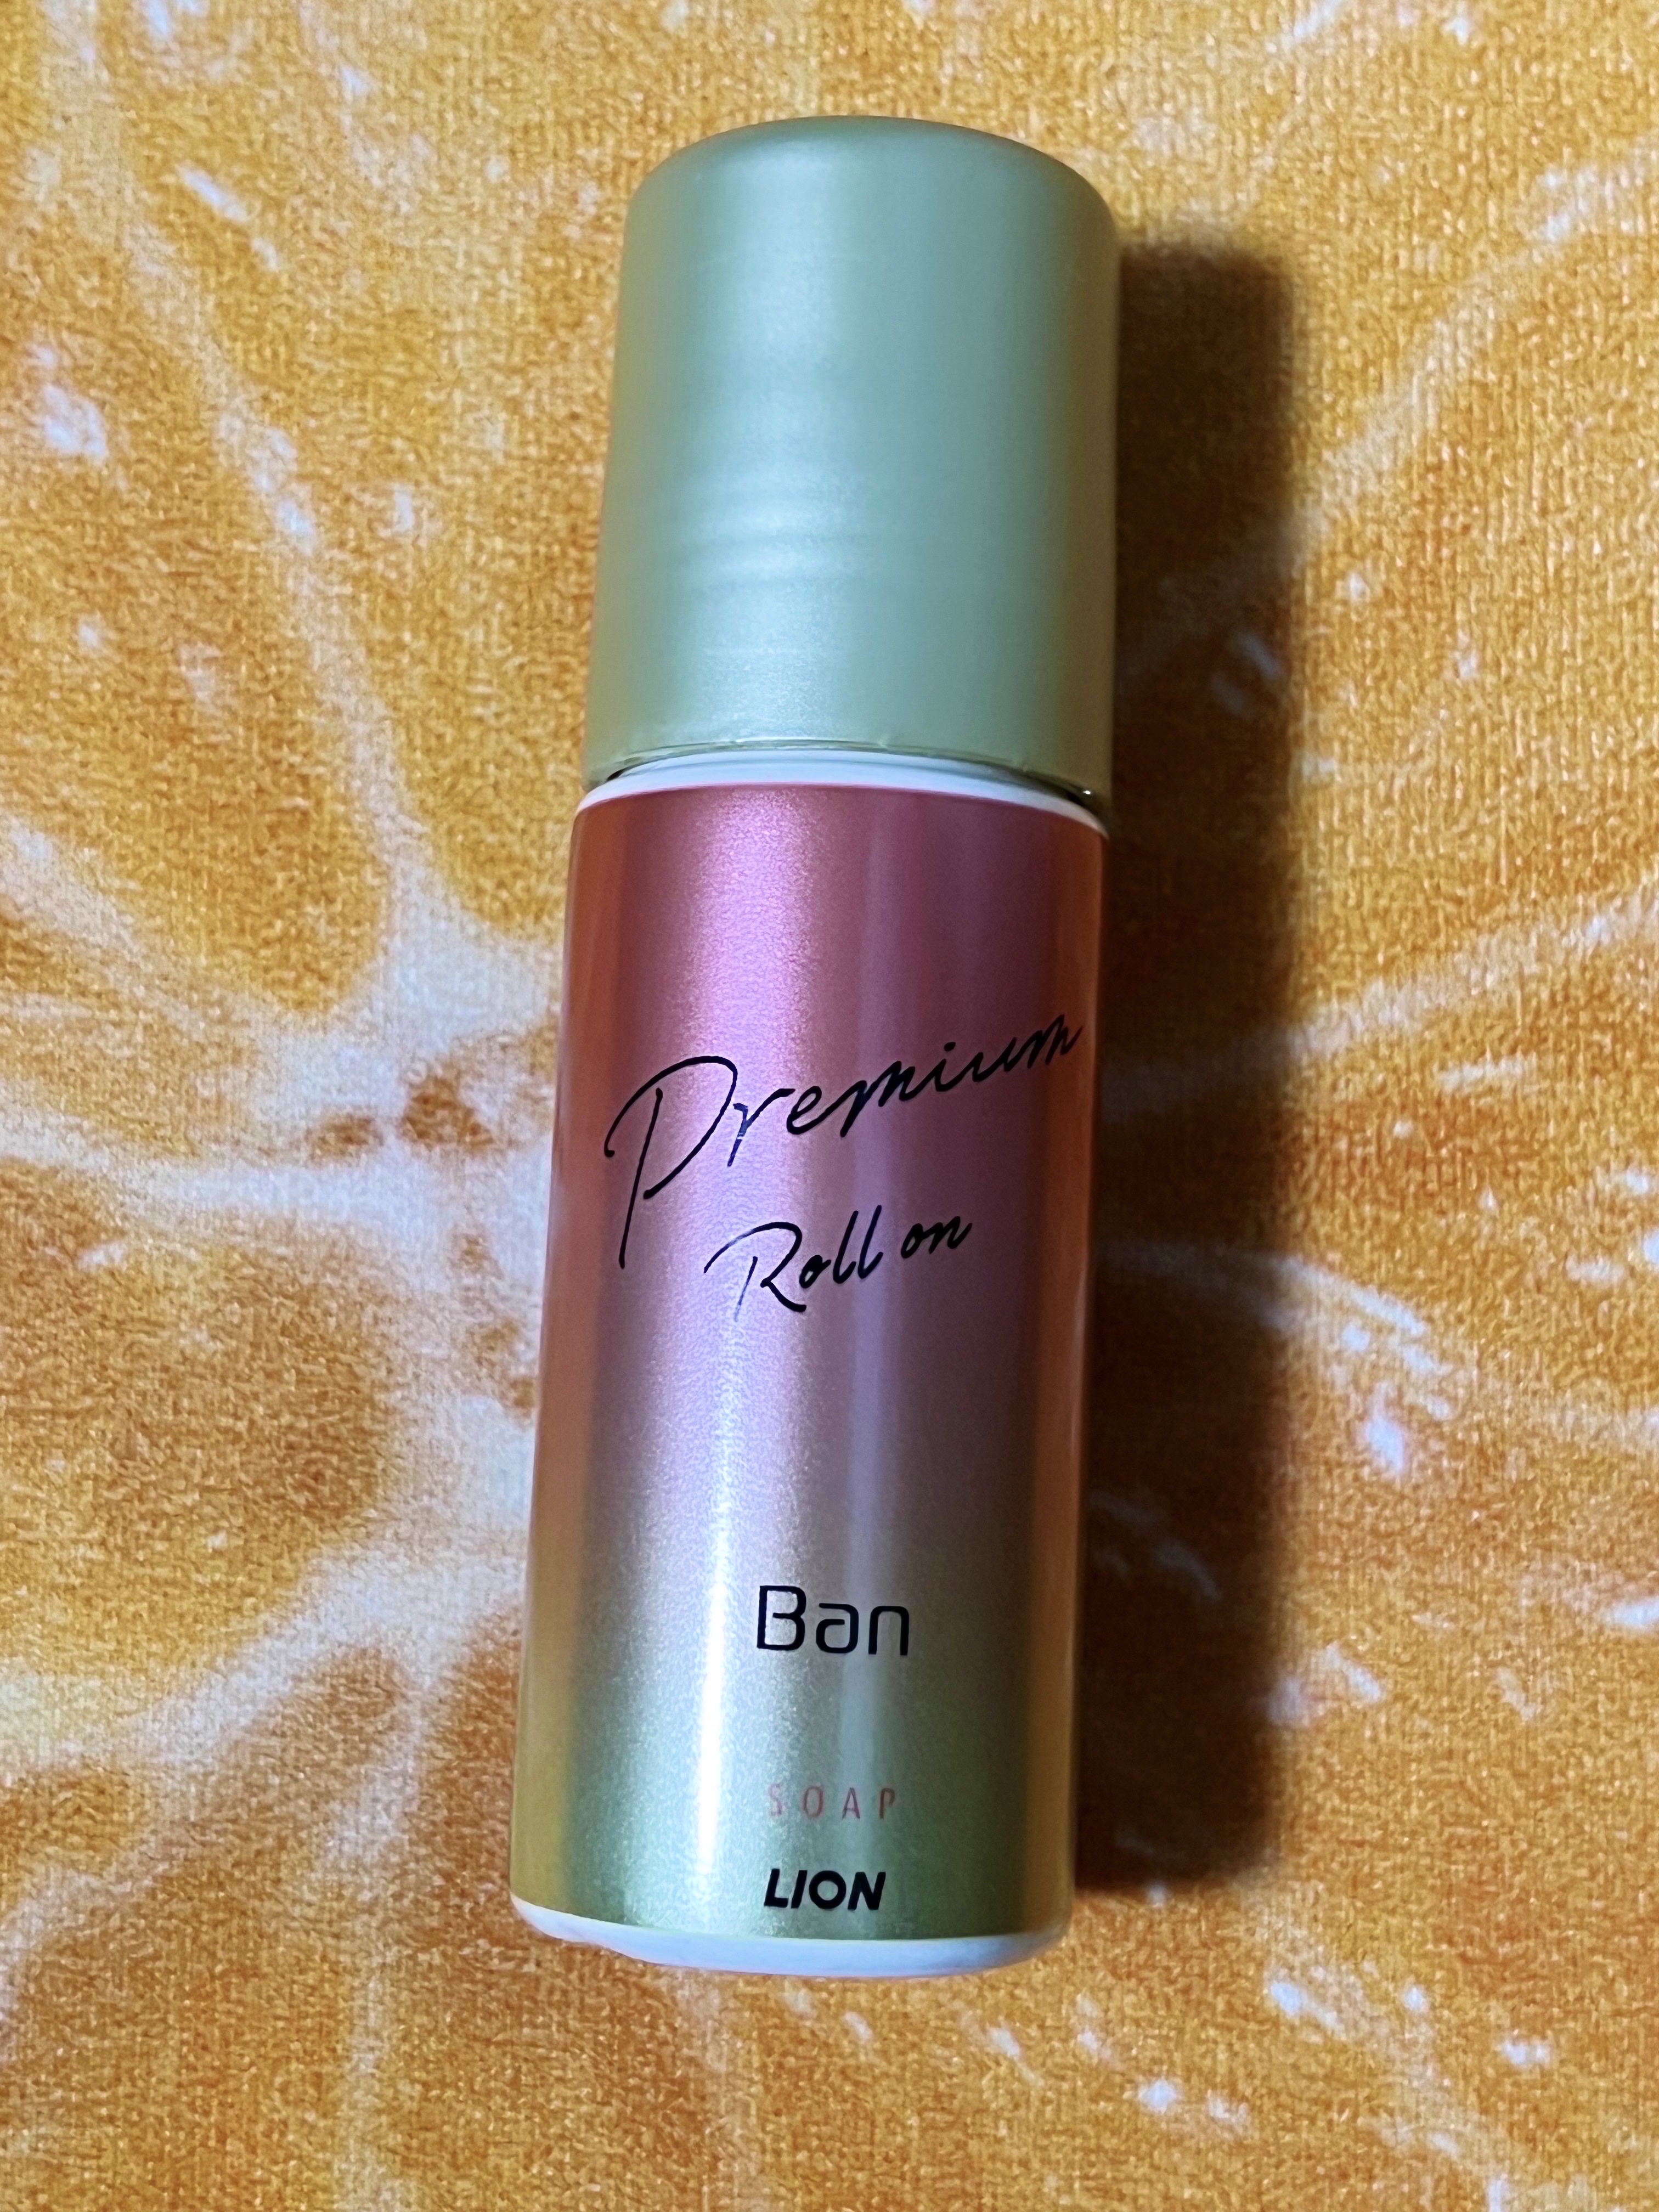 Premium
Roll on
Ban
SOAP
LION